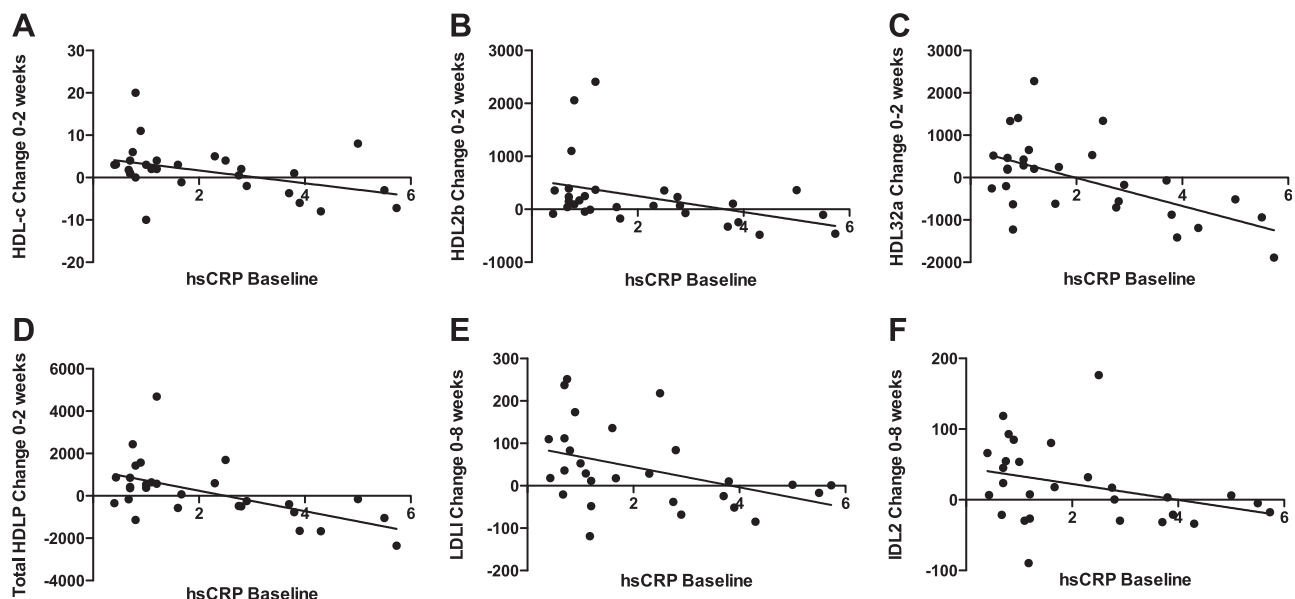 A
HDL-c Change 0-2 weeks
30
20
10
0
-10
-20
2
4
6
hsCRP Baseline
B
HDL2b Change 0-2 weeks
3000
2000
1000
0
-1000
2
4
6
hsCRP Baseline
C
HDL32a Change 0-2 weeks
3000
2000
1000
0
-1000
-2000
2
4
6
hsCRP Baseline
D
Total HDLP Change 0-2 weeks
6000
4000
2000
0
-2000
-4000
2
4
6
hsCRP Baseline
E
LDLI Change 0-8 weeks
300
200
100
0
-100
-200
2
4
6
hsCRP Baseline
F
IDL2 Change 0-8 weeks
200
100
0
-100
2
4
6
hsCRP Baseline